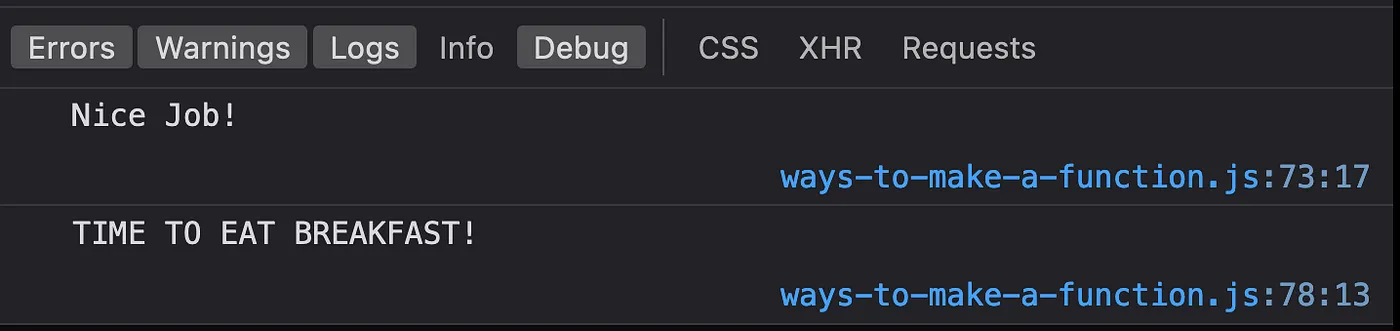 Errors Warnings Logs Info Debug CSS XHR Requests
Nice Job!
ways-to-make-a-function.js:73:17
TIME TO EAT BREAKFAST!
ways-to-make-a-function.js:78:13